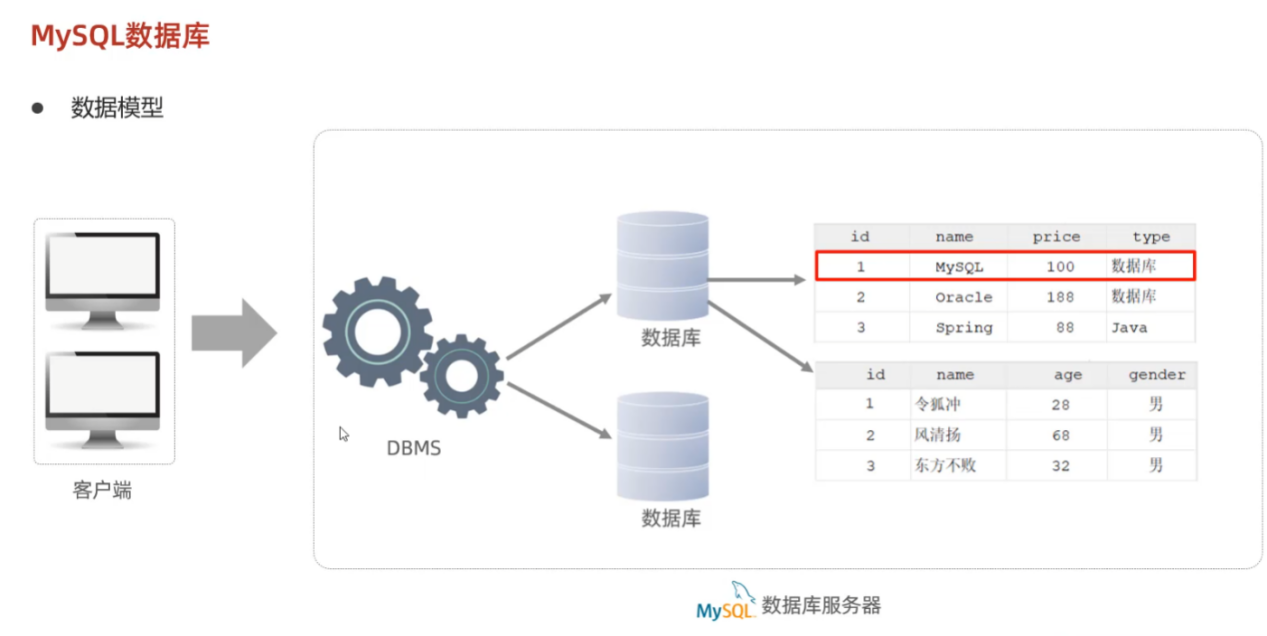 MySQL数据库
● 数据模型
客户端
DBMS
数据库
数据库
id name price type
1 MySQL 100 数据库
2 Oracle 188 数据库
3 Spring 88 Java
id name age gender
1 令狐冲 28 男
2 风清扬 68 男
3 东方不败 32 男
MySQL 数据库服务器